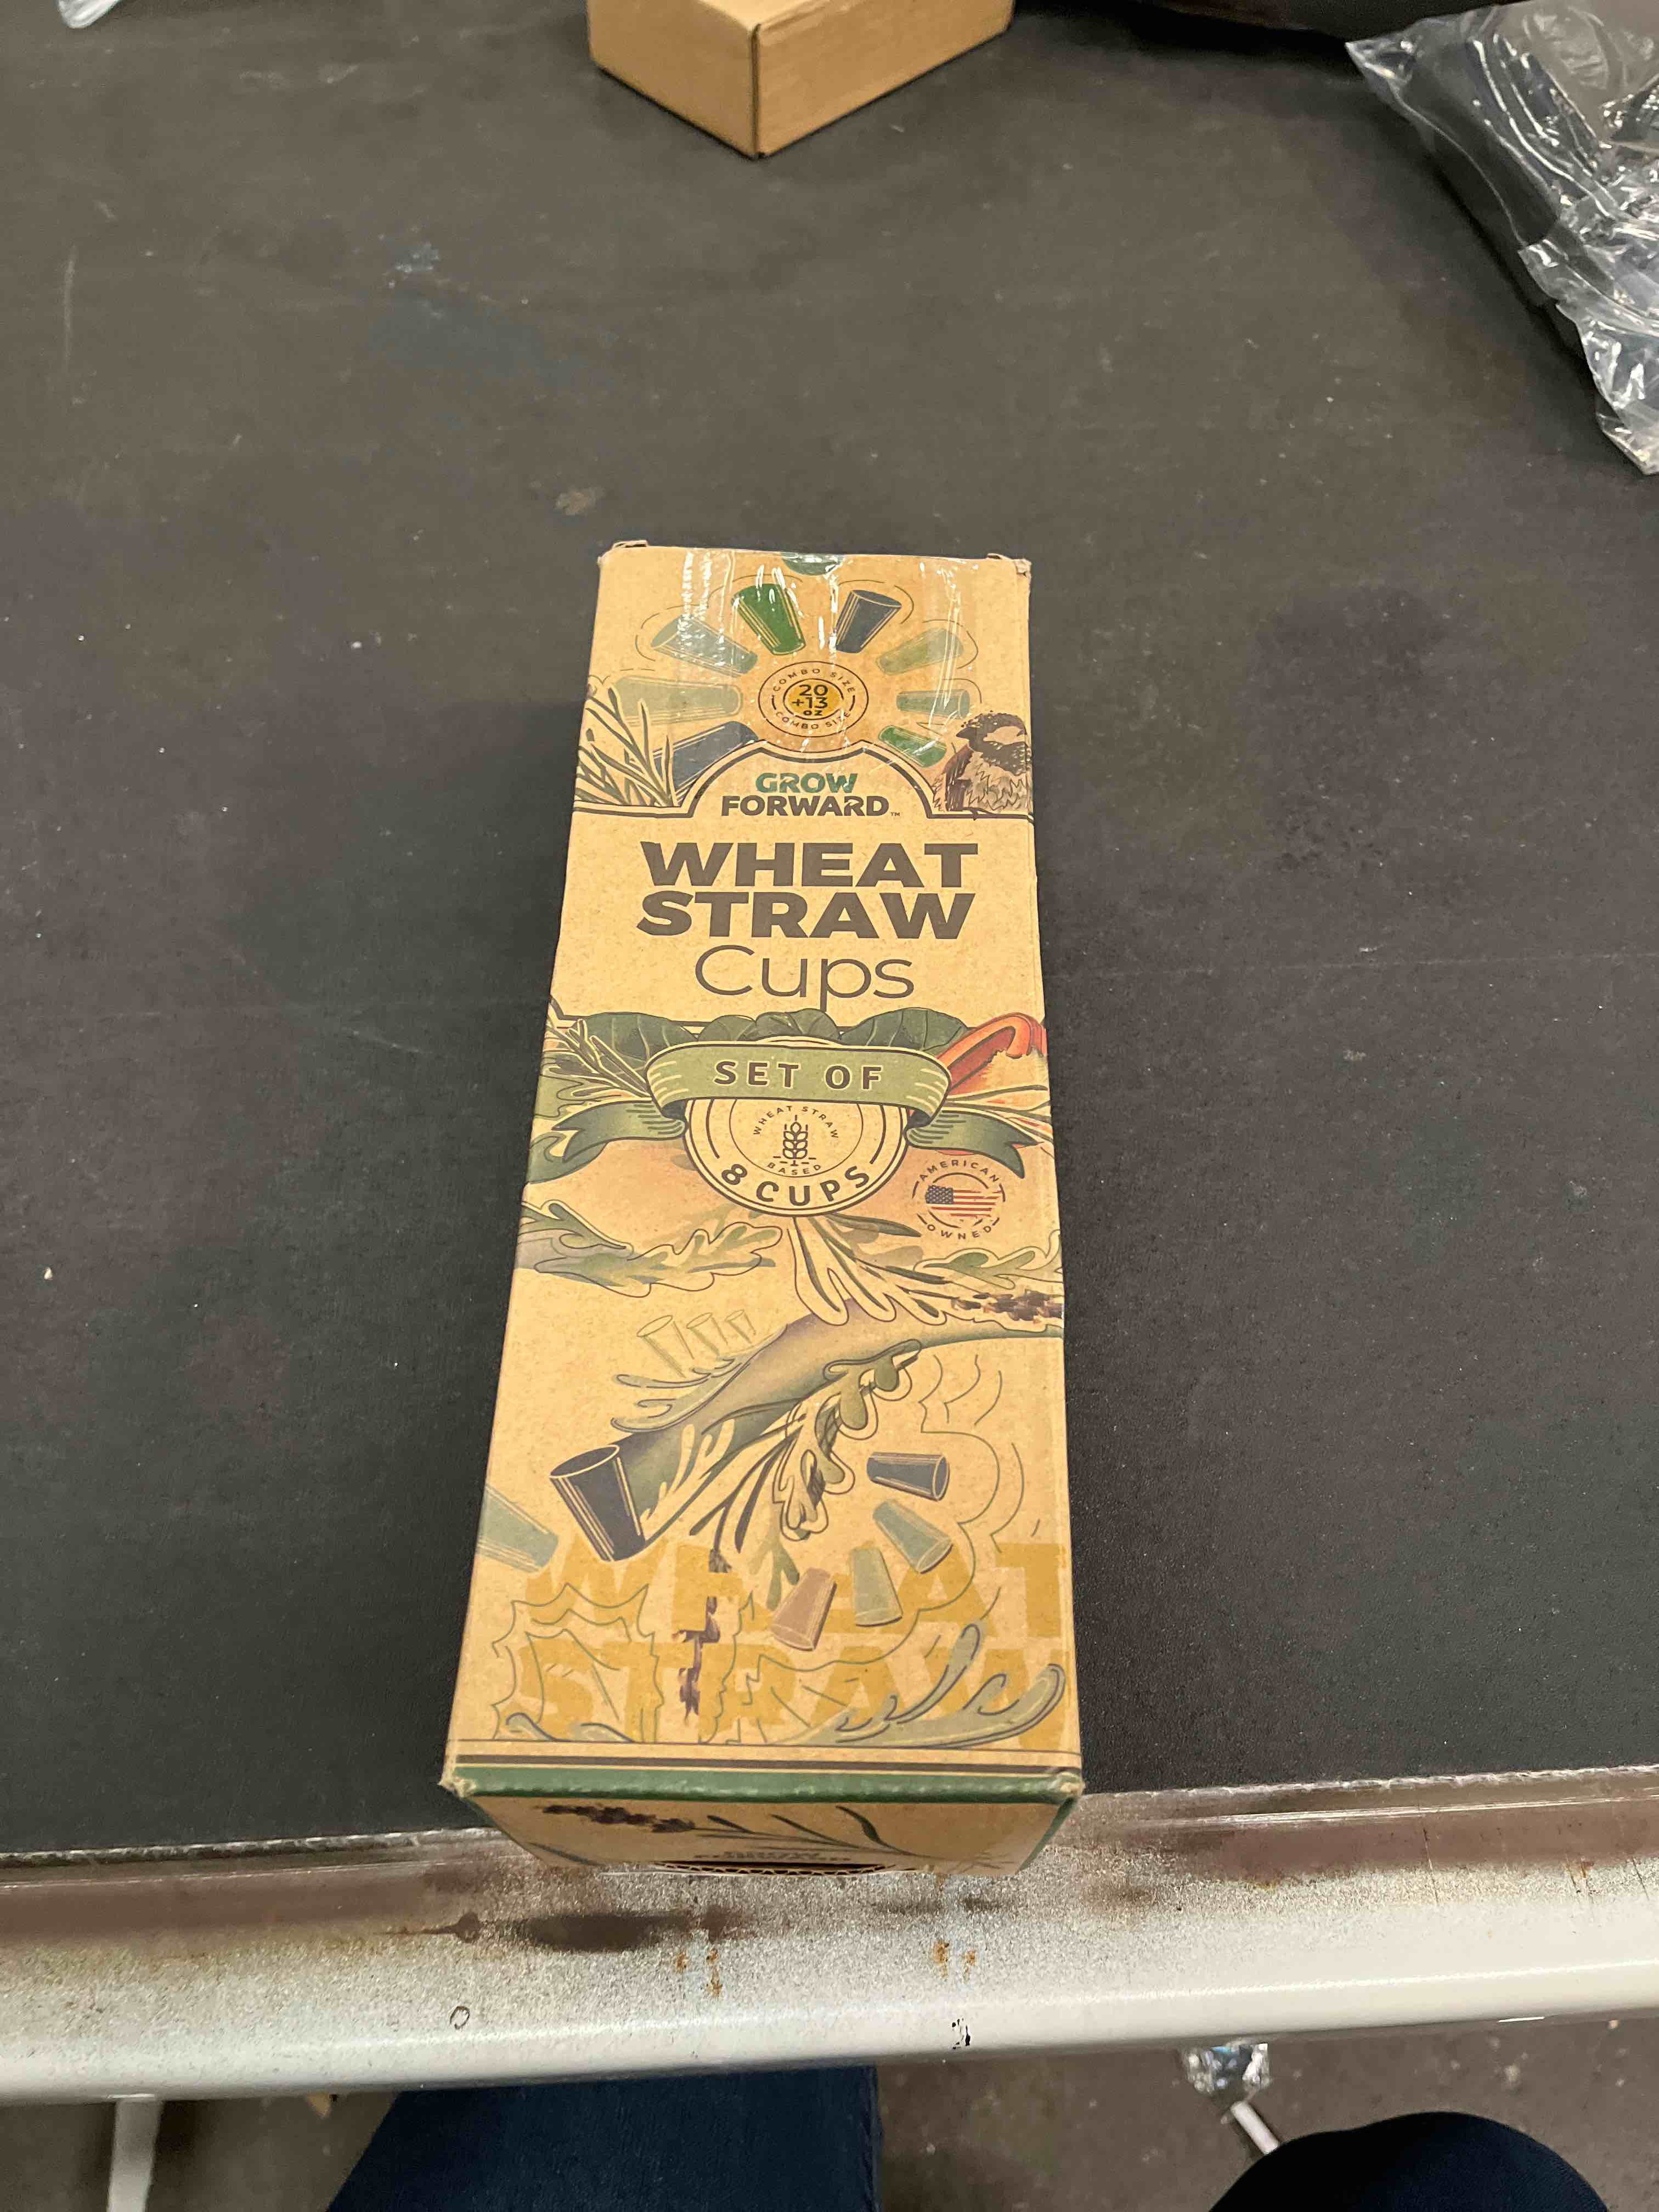 COMBO SIZE
20
+13
oz
COMBO SIZE
GROW
FORWARD™
WHEAT
STRAW
Cups
SET OF
WHEAT STRAW
BASED
8 CUPS
AMERICAN
OWNED
WHEAT
STRAW